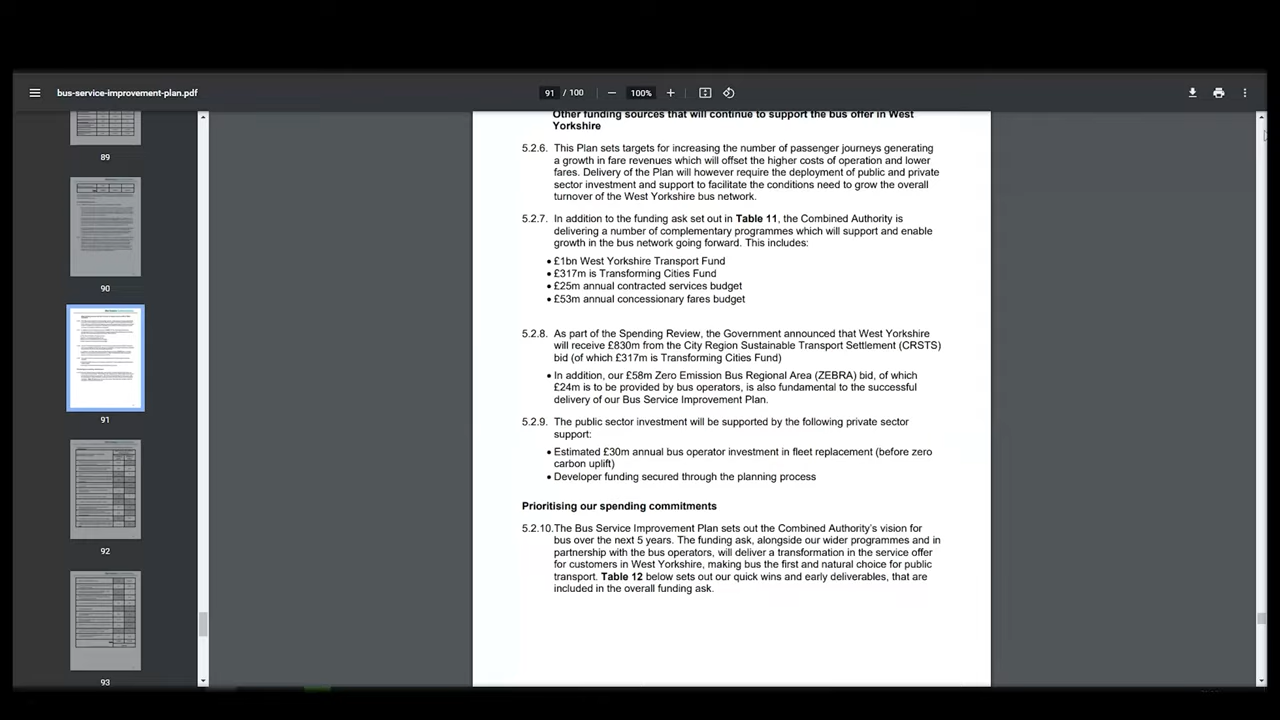 bus-service-improvement-plan.pdf
91 / 100
100%
89
90
91
92
93
Other funding sources that will continue to support the bus offer in West
Yorkshire
5.2.6. This Plan sets targets for increasing the number of passenger journeys generating
a growth in fare revenues which will offset the higher costs of operation and lower
fares. Delivery of the Plan will however require the deployment of public and private
sector investment and support to facilitate the conditions need to grow the overall
turnover of the West Yorkshire bus network.
5.2.7. In addition to the funding ask set out in Table 11, the Combined Authority is
delivering a number of complementary programmes which will support and enable
growth in the bus network going forward. This includes:
• £1bn West Yorkshire Transport Fund
• £317m is Transforming Cities Fund
• £25m annual contracted services budget
• £53m annual concessionary fares budget
5.2.8. As part of the Spending Review, the Government announced that West Yorkshire
will receive £830m from the City Region Sustainable Transport Settlement (CRSTS)
bid (of which £317m is Transforming Cities Fund)
• In addition, our £58m Zero Emission Bus Regional Area (ZEBRA) bid, of which
£24m is to be provided by bus operators, is also fundamental to the successful
delivery of our Bus Service Improvement Plan.
5.2.9. The public sector investment will be supported by the following private sector
support:
• Estimated £30m annual bus operator investment in fleet replacement (before zero
carbon uplift)
• Developer funding secured through the planning process
Prioritising our spending commitments
5.2.10.The Bus Service Improvement Plan sets out the Combined Authority's vision for
bus over the next 5 years. The funding ask, alongside our wider programmes and in
partnership with the bus operators, will deliver a transformation in the service offer
for customers in West Yorkshire, making bus the first and natural choice for public
transport. Table 12 below sets out our quick wins and early deliverables, that are
included in the overall funding ask.